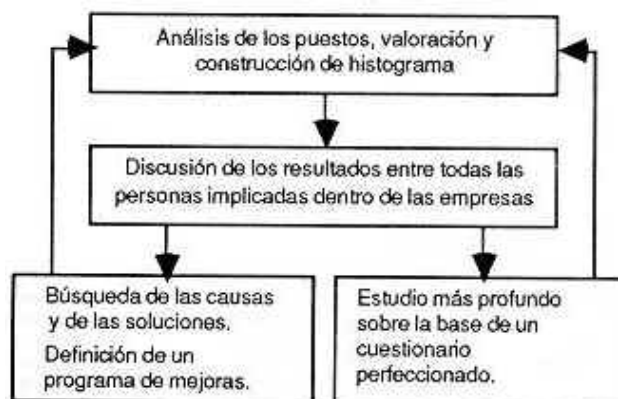 Análisis de los puestos, valoración y
construcción de histograma
Discusión de los resultados entre todas las
personas implicadas dentro de las empresas
Búsqueda de las causas
y de las soluciones.
Definición de un
programa de mejoras.
Estudio más profundo
sobre la base de un
cuestionario
perfeccionado.